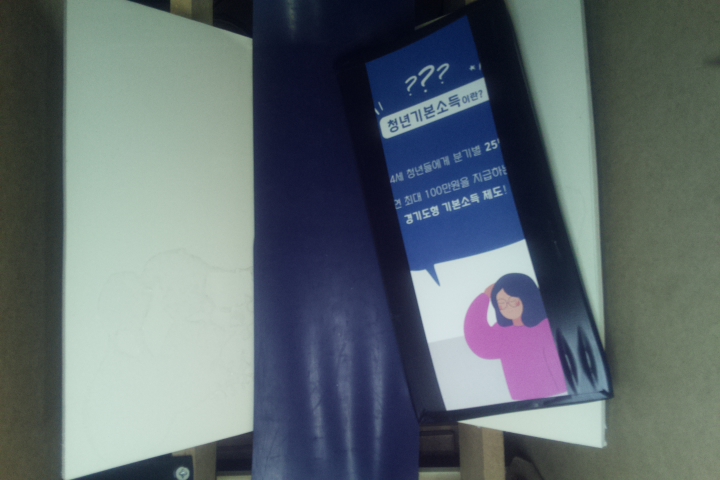 ???
청년기본소득이란?
4세 청년들에게 분기별 25
최대 100만원을 지급하는
경기도형 기본소득 제도!